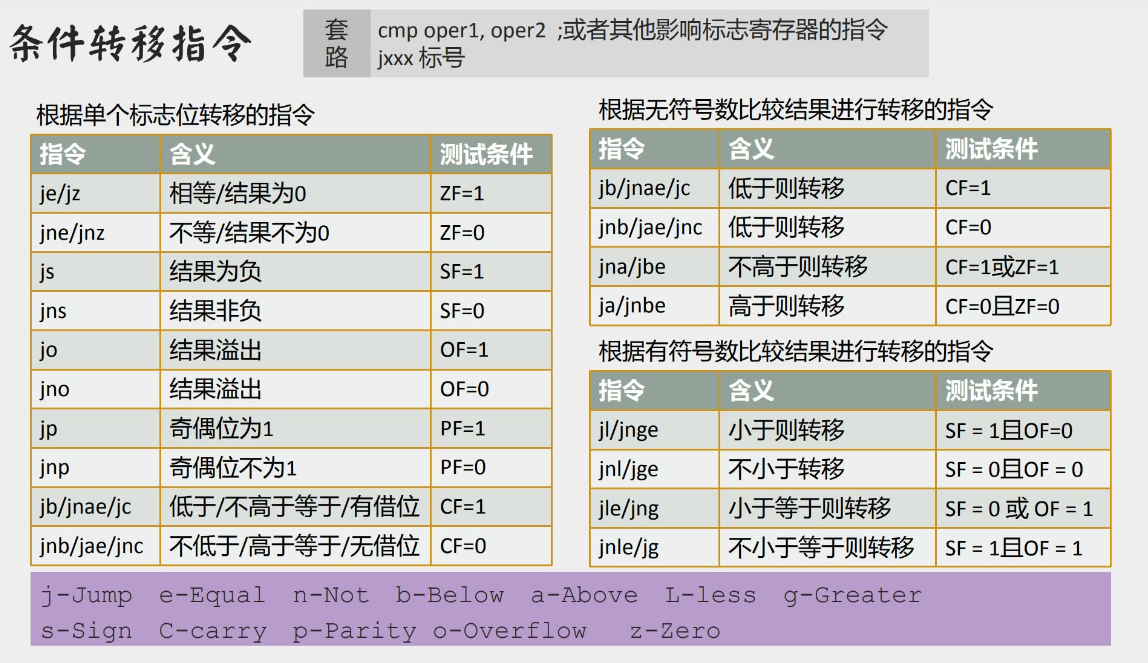 条件转移指令
套路
cmp oper1, oper2 ;或者其他影响标志寄存器的指令
jxxx 标号
根据单个标志位转移的指令
指令 含义 测试条件
je/jz 相等/结果为0 ZF=1
jne/jnz 不等/结果不为0 ZF=0
js 结果为负 SF=1
jns 结果非负 SF=0
jo 结果溢出 OF=1
jno 结果溢出 OF=0
jp 奇偶位为1 PF=1
jnp 奇偶位不为1 PF=0
jb/jnae/jc 低于/不高于等于/有借位 CF=1
jnb/jae/jnc 不低于/高于等于/无借位 CF=0
根据无符号数比较结果进行转移的指令
指令 含义 测试条件
jb/jnae/jc 低于则转移 CF=1
jnb/jae/jnc 低于则转移 CF=0
jna/jbe 不高于则转移 CF=1或ZF=1
ja/jnbe 高于则转移 CF=0且ZF=0
根据有符号数比较结果进行转移的指令
指令 含义 测试条件
jl/jnge 小于则转移 SF = 1且OF=0
jnl/jge 不小于转移 SF = 0且OF = 0
jle/jng 小于等于则转移 SF = 0 或 OF = 1
jnle/jg 不小于等于则转移 SF = 1且OF = 1
j-Jump e-Equal n-Not b-Below a-Above L-less g-Greater
s-Sign C-carry p-Parity o-Overflow z-Zero